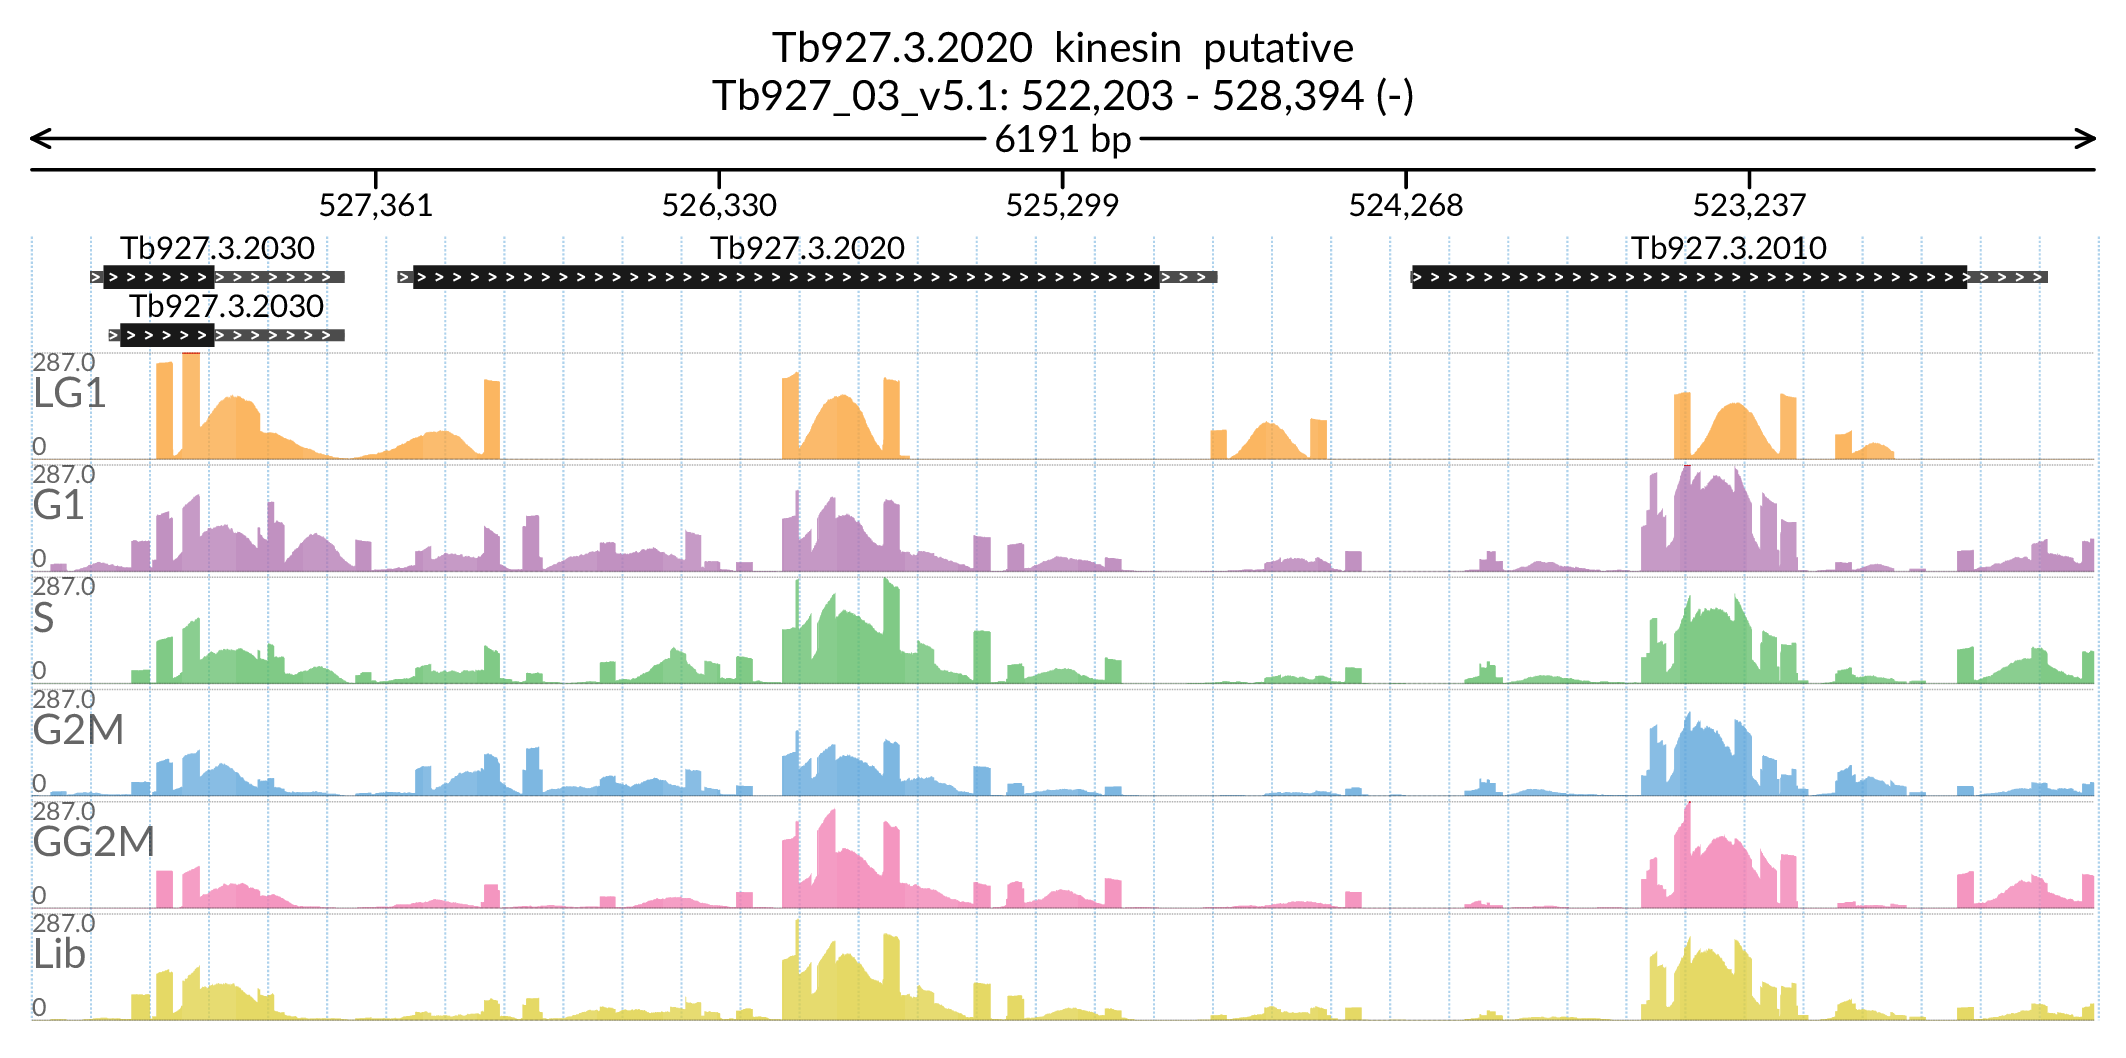 Tb927.3.2020 kinesin putative
Tb927_03_v5.1: 522,203 - 528,394 (-)
6191 bp
527,361 526,330 525,299 524,268 523,237
Tb927.3.2030 Tb927.3.2020 Tb927.3.2010
Tb927.3.2030
287.0
LG1
0
287.0
G1
0
287.0
S
0
287.0
G2M
0
287.0
GG2M
0
287.0
Lib
0